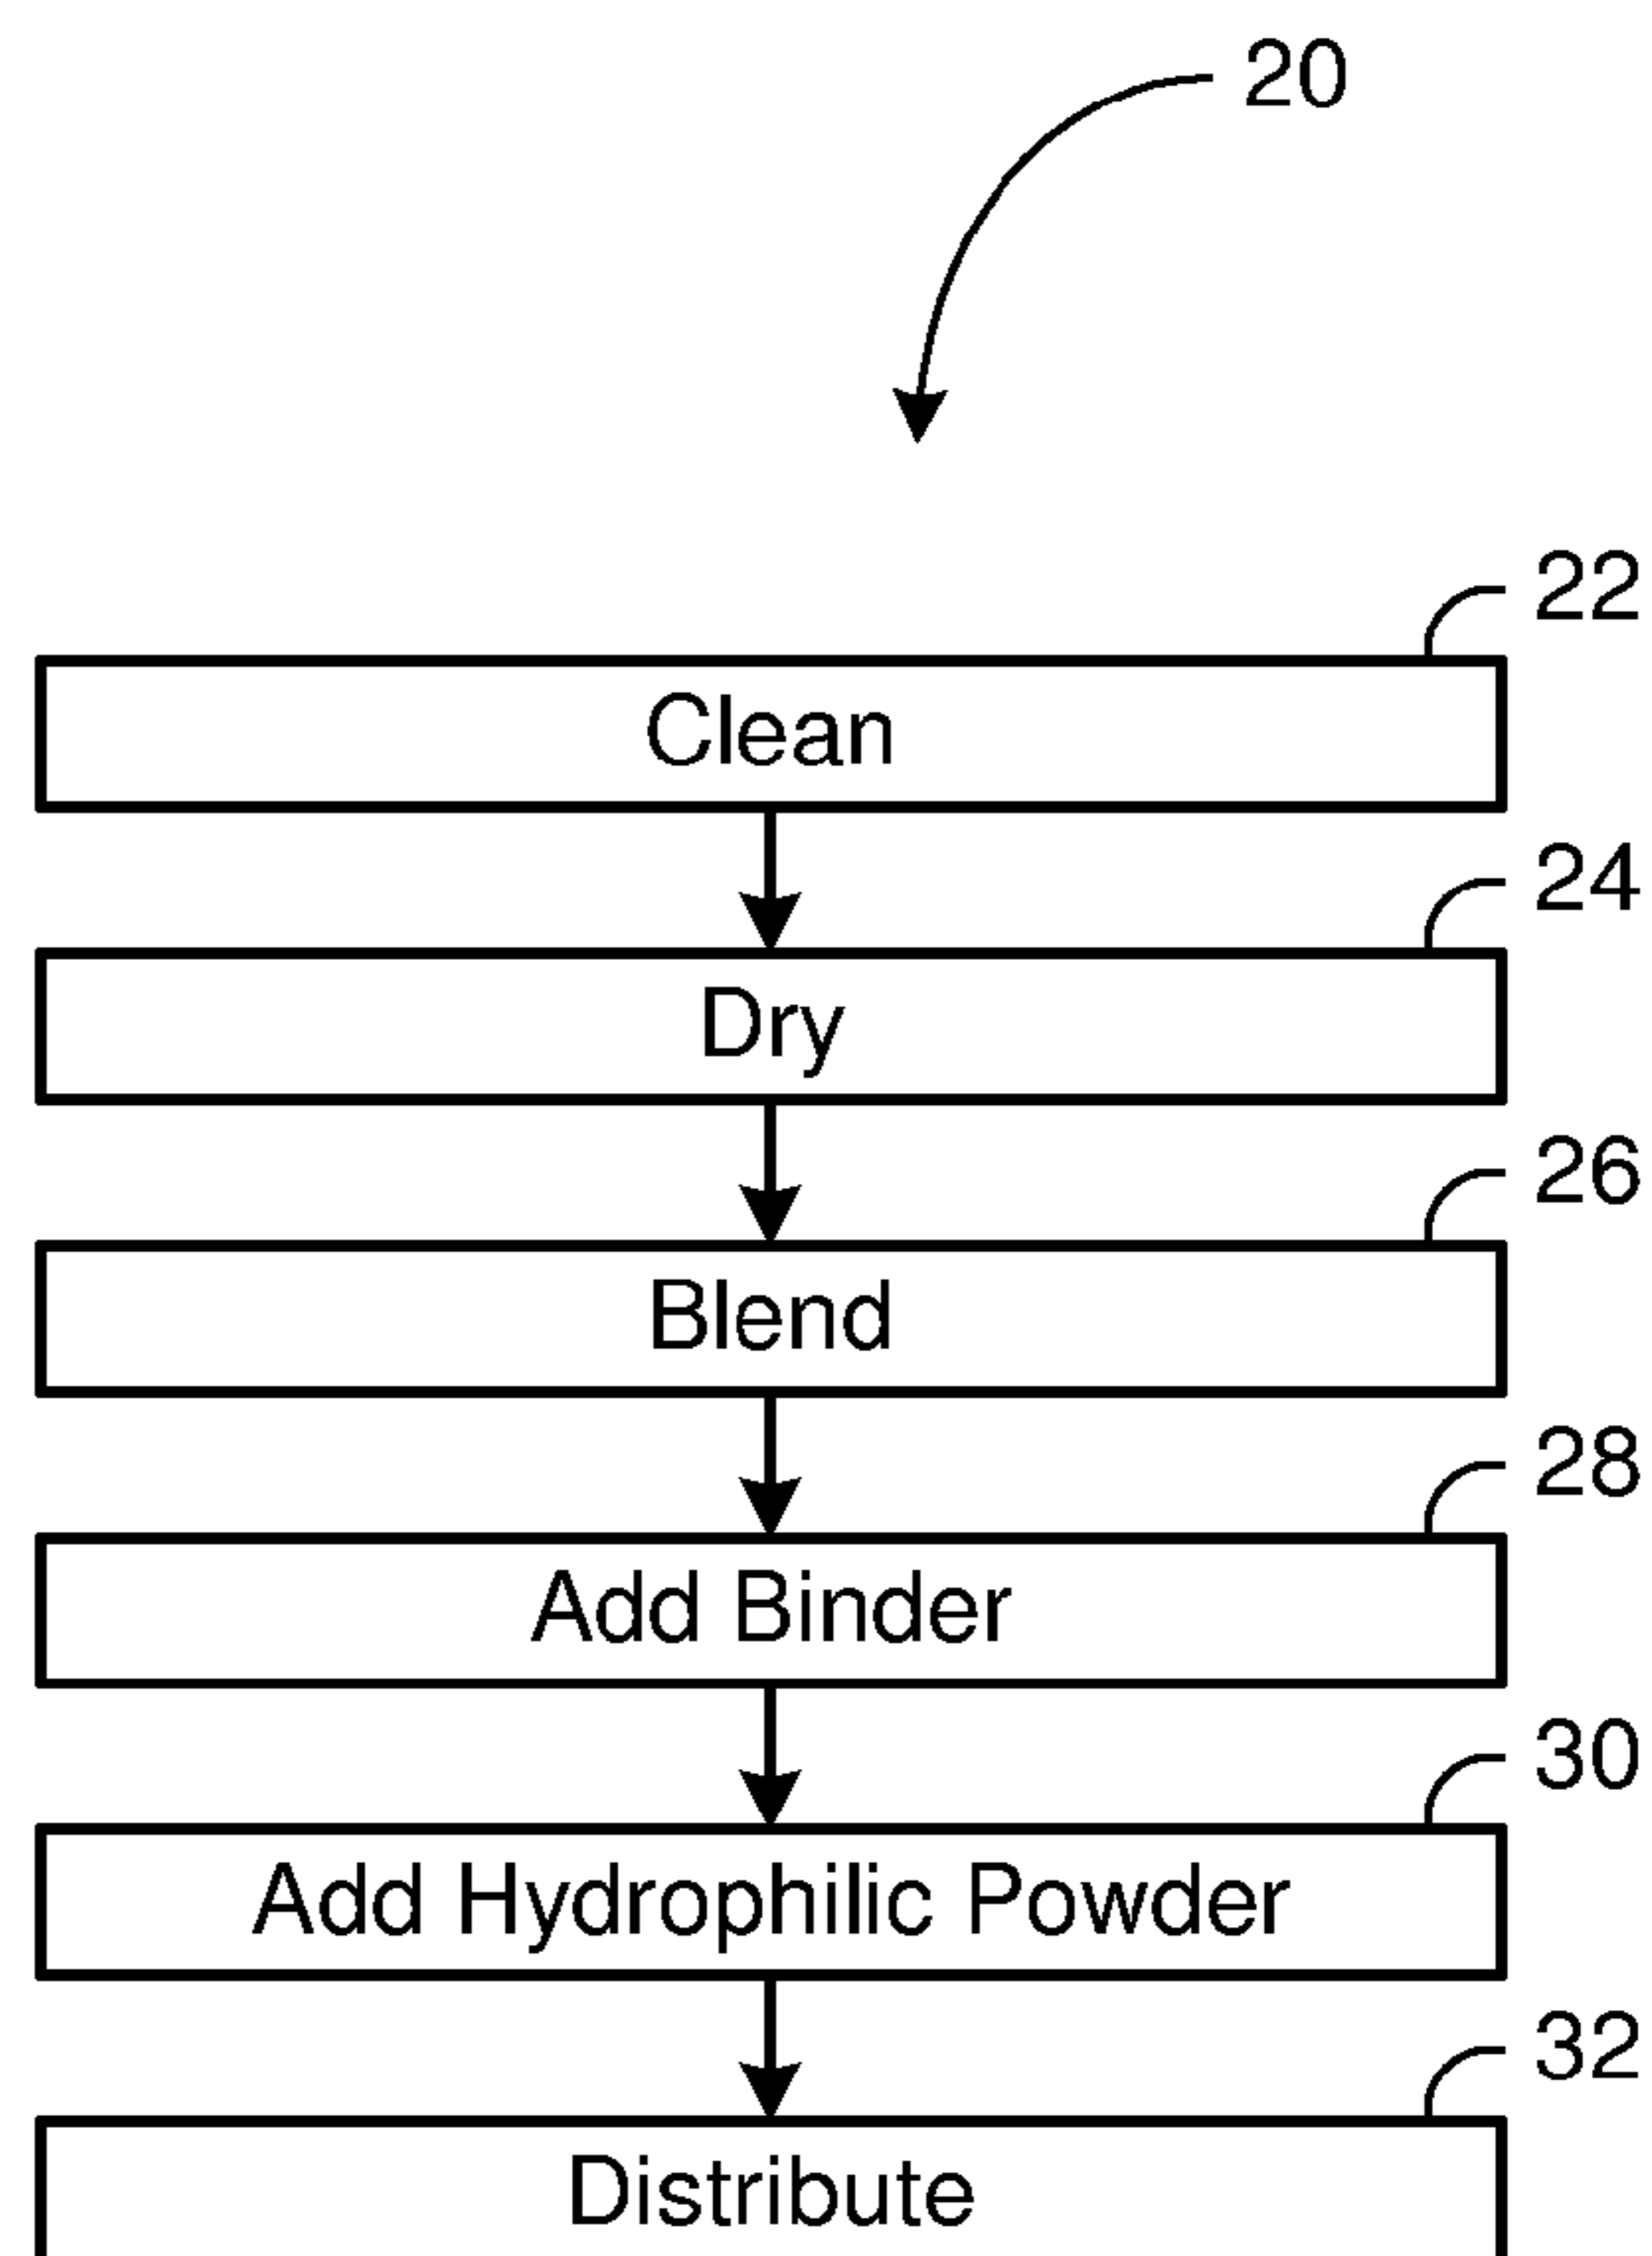 20
22
Clean
24
Dry
26
Blend
28
Add Binder
30
Add Hydrophilic Powder
32
Distribute